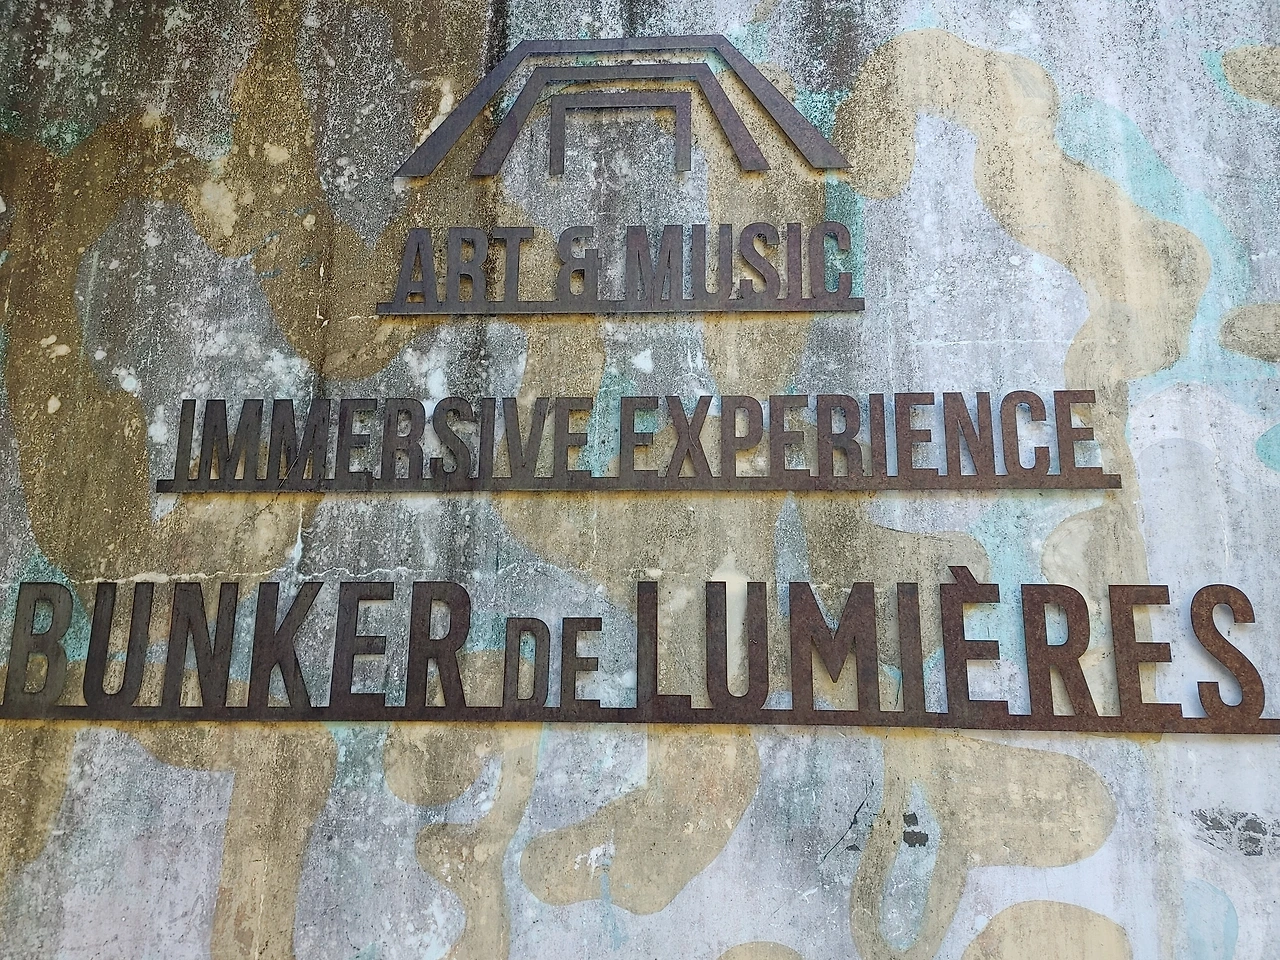 ART & MUSIC
IMMERSIVE EXPERIENCE
BUNKER DE LUMIÈRES